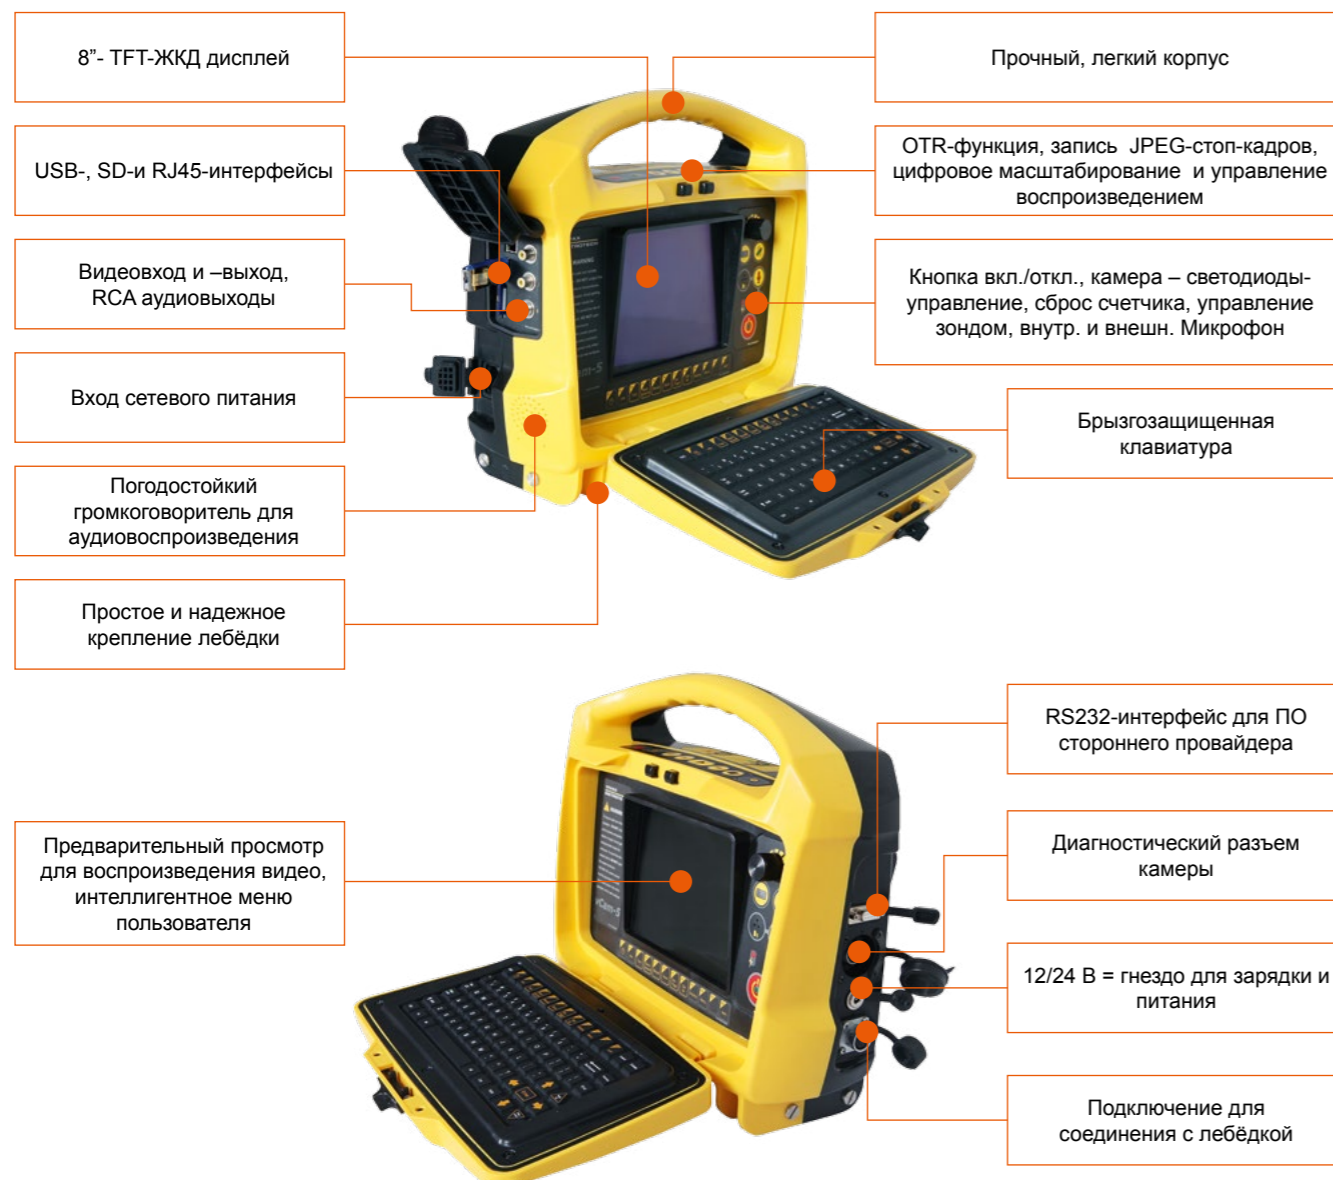 8”- TFT-ЖКД дисплей
USB-, SD-и RJ45-интерфейсы
Видеовход и –выход,
RCA аудиовыходы
Вход сетевого питания
Погодостойкий
громкоговоритель для
аудиовоспроизведения
Простое и надежное
крепление лебёдки
Прочный, легкий корпус
OTR-функция, запись JPEG-стоп-кадров,
цифровое масштабирование и управление
воспроизведением
Кнопка вкл./откл., камера – светодиоды-
управление, сброс счетчика, управление
зондом, внутр. и внешн. Микрофон
Брызгозащищенная
клавиатура
Предварительный просмотр
для воспроизведения видео,
интеллигентное меню
пользователя
RS232-интерфейс для ПО
стороннего провайдера
Диагностический разъем
камеры
12/24 В = гнездо для зарядки и
питания
Подключение для
соединения с лебёдкой